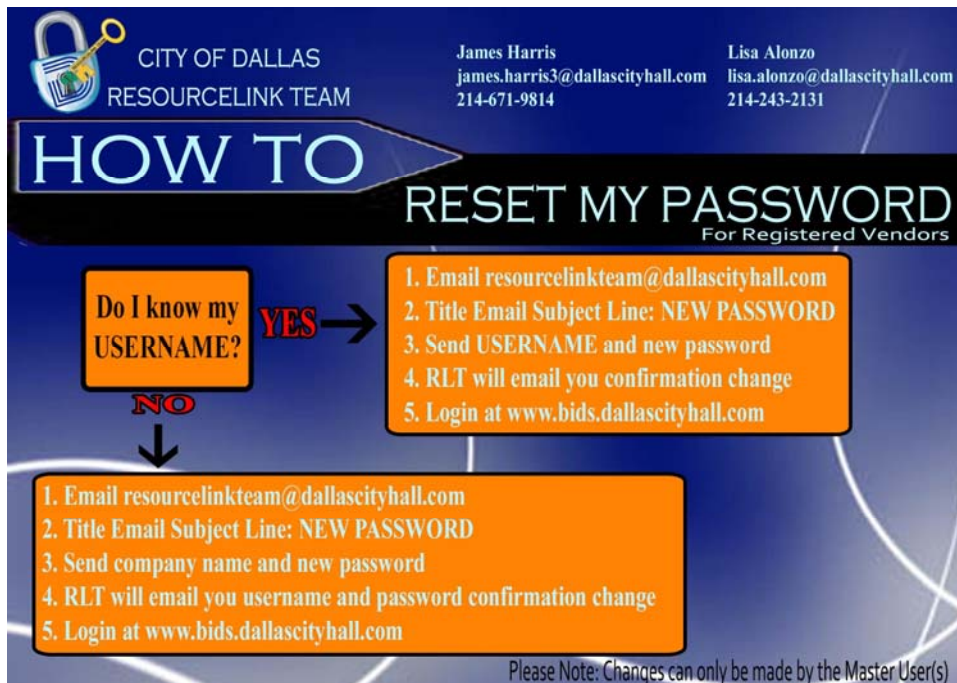 CITY OF DALLAS
RESOURCELINK TEAM
James Harris
james.harris3@dallascityhall.com
214-671-9814
Lisa Alonzo
lisa.alonzo@dallascityhall.com
214-243-2131
HOW TO
RESET MY PASSWORD
For Registered Vendors
Do I know my
USERNAME?
YES
1. Email resourcelinkteam@dallascityhall.com
2. Title Email Subject Line: NEW PASSWORD
3. Send USERNAME and new password
4. RLT will email you confirmation change
5. Login at www.bids.dallascityhall.com
NO
1. Email resourcelinkteam@dallascityhall.com
2. Title Email Subject Line: NEW PASSWORD
3. Send company name and new password
4. RLT will email you username and password confirmation change
5. Login at www.bids.dallascityhall.com
Please Note: Changes can only be made by the Master User(s)